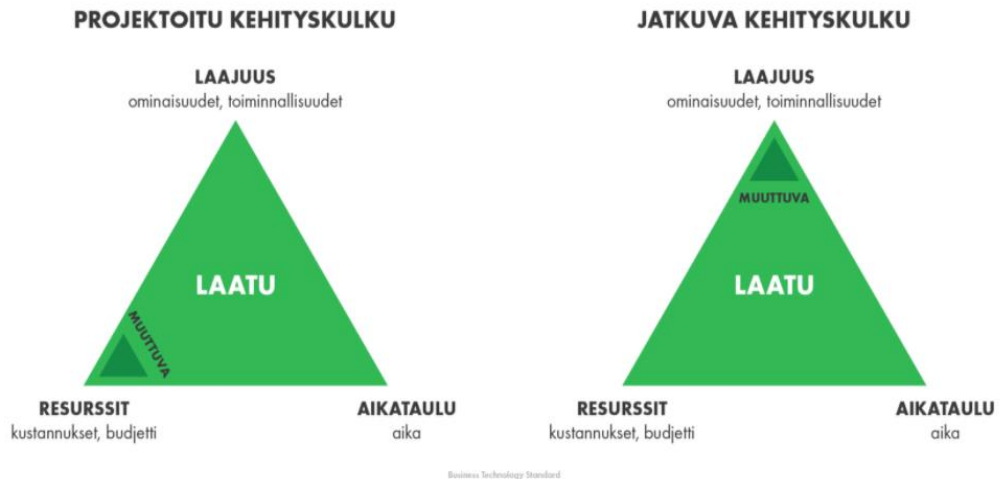 PROJEKTOITU KEHITYSKULKU
LAAJUUS
ominaisuudet, toiminnallisuudet
LAATU
MUUTTUVA
RESURSSIT
kustannukset, budjetti
AIKATAULU
aika
JATKUVA KEHITYSKULKU
LAAJUUS
ominaisuudet, toiminnallisuudet
MUUTTUVA
LAATU
RESURSSIT
kustannukset, budjetti
AIKATAULU
aika
Business Technology Standard